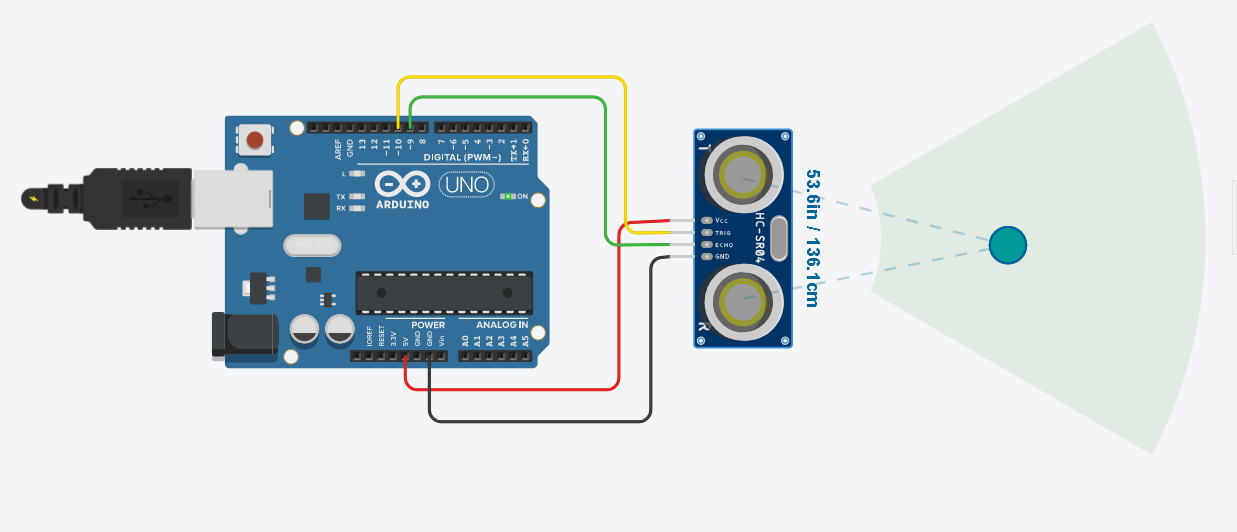 AREF
GND
13
12
~11
~10
~9
8
7
~6
~5
4
~3
2
TX→1
RX←0
DIGITAL (PWM~)
L
TX
RX
UNO
ON
ARDUINO
T
53.6in / 136.1cm
Vcc
TRIG
ECHO
GND
HC-SR04
R
POWER
ANALOG IN
IOREF
RESET
3.3V
5V
GND
GND
Vin
A0
A1
A2
A3
A4
A5